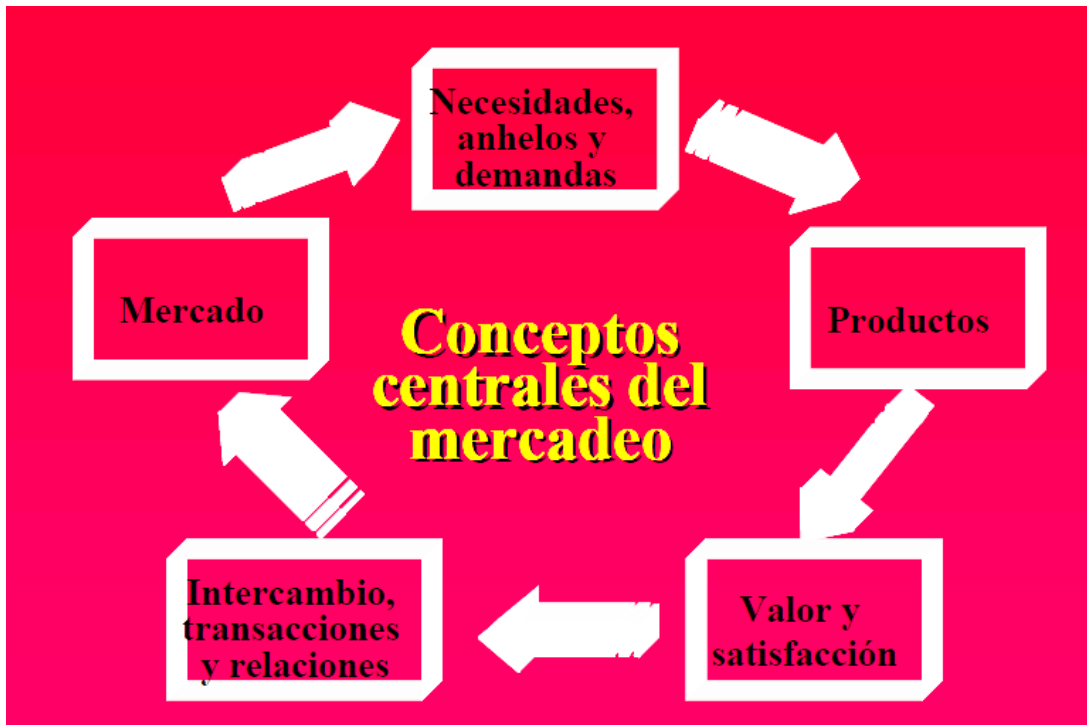 Necesidades,
anhelos y
demandas
Mercado
Productos
Conceptos
centrales del
mercadeo
Intercambio,
transacciones
y relaciones
Valor y
satisfacción